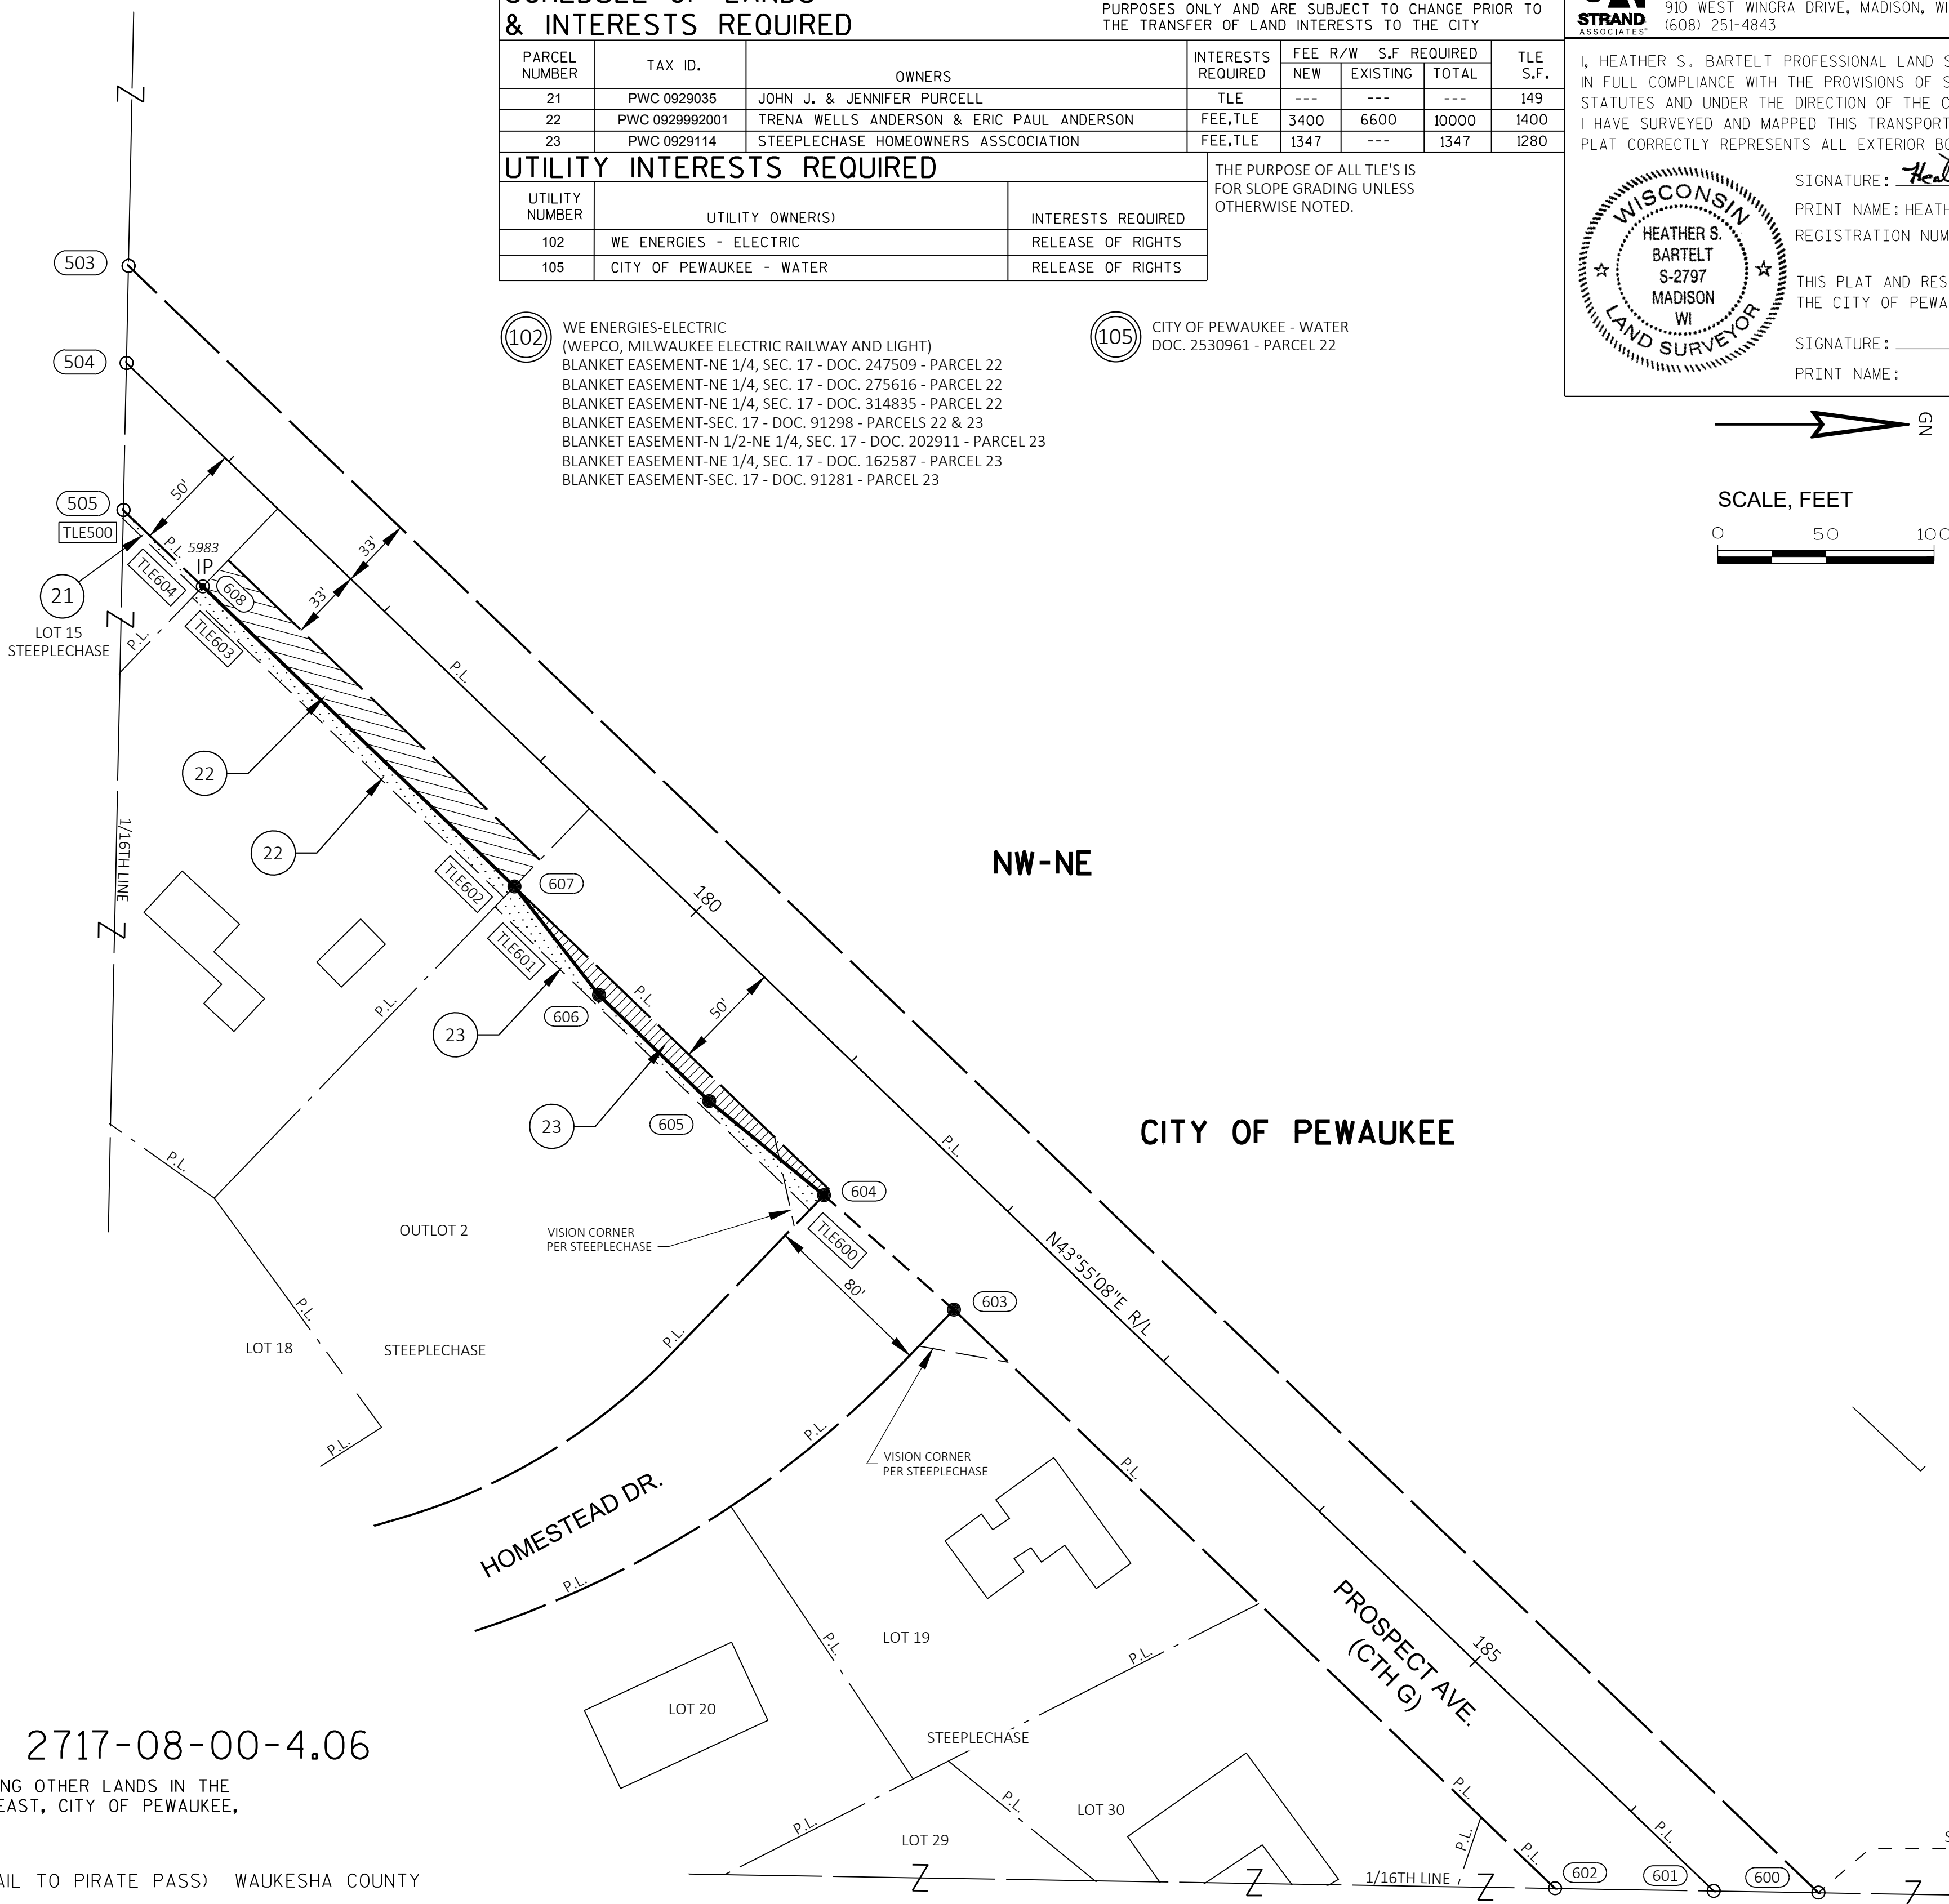 & INTERESTS REQUIRED
PURPOSES ONLY AND ARE SUBJECT TO CHANGE PRIOR TO
THE TRANSFER OF LAND INTERESTS TO THE CITY
PARCEL NUMBER TAX ID. OWNERS INTERESTS REQUIRED FEE R/W S.F REQUIRED TLE S.F.
NEW EXISTING TOTAL
21 PWC 0929035 JOHN J. & JENNIFER PURCELL TLE --- --- --- 149
22 PWC 0929992001 TRENA WELLS ANDERSON & ERIC PAUL ANDERSON FEE,TLE 3400 6600 10000 1400
23 PWC 0929114 STEEPLECHASE HOMEOWNERS ASSCOCIATION FEE,TLE 1347 --- 1347 1280
UTILITY INTERESTS REQUIRED
UTILITY NUMBER UTILITY OWNER(S) INTERESTS REQUIRED
102 WE ENERGIES - ELECTRIC RELEASE OF RIGHTS
105 CITY OF PEWAUKEE - WATER RELEASE OF RIGHTS
THE PURPOSE OF ALL TLE'S IS
FOR SLOPE GRADING UNLESS
OTHERWISE NOTED.
102
WE ENERGIES-ELECTRIC
(WEPCO, MILWAUKEE ELECTRIC RAILWAY AND LIGHT)
BLANKET EASEMENT-NE 1/4, SEC. 17 - DOC. 247509 - PARCEL 22
BLANKET EASEMENT-NE 1/4, SEC. 17 - DOC. 275616 - PARCEL 22
BLANKET EASEMENT-NE 1/4, SEC. 17 - DOC. 314835 - PARCEL 22
BLANKET EASEMENT-SEC. 17 - DOC. 91298 - PARCELS 22 & 23
BLANKET EASEMENT-N 1/2-NE 1/4, SEC. 17 - DOC. 202911 - PARCEL 23
BLANKET EASEMENT-NE 1/4, SEC. 17 - DOC. 162587 - PARCEL 23
BLANKET EASEMENT-SEC. 17 - DOC. 91281 - PARCEL 23
105
CITY OF PEWAUKEE - WATER
DOC. 2530961 - PARCEL 22
STRAND
ASSOCIATES
910 WEST WINGRA DRIVE, MADISON, WI
(608) 251-4843
I, HEATHER S. BARTELT PROFESSIONAL LAND S
IN FULL COMPLIANCE WITH THE PROVISIONS OF S
STATUTES AND UNDER THE DIRECTION OF THE C
I HAVE SURVEYED AND MAPPED THIS TRANSPORT
PLAT CORRECTLY REPRESENTS ALL EXTERIOR BO
SIGNATURE: Heal
PRINT NAME: HEATH
REGISTRATION NUM
THIS PLAT AND RES
THE CITY OF PEWA
SIGNATURE:
PRINT NAME:
WISCONSIN
HEATHER S.
BARTELT
S-2797
MADISON
WI
LAND SURVEYOR
GN
SCALE, FEET
0 50 100
503
504
505
TLE500
50'
P.L.
5983
IP
TLE604
608
33'
33'
21
LOT 15
STEEPLECHASE
P.L.
TLE603
P.L.
22
22
1/16TH LINE
TLE602
607
180
NW-NE
TLE601
P.L.
P.L.
50'
606
23
605
23
CITY OF PEWAUKEE
P.L.
P.L.
604
OUTLOT 2
VISION CORNER
PER STEEPLECHASE
TLE600
N43°55'08"E R/L
80'
603
P.L.
P.L.
LOT 18
STEEPLECHASE
P.L.
P.L.
VISION CORNER
PER STEEPLECHASE
P.L.
HOMESTEAD DR.
P.L.
PROSPECT AVE.
(CTH G)
185
LOT 19
P.L.
P.L.
LOT 20
STEEPLECHASE
2717-08-00-4.06
NG OTHER LANDS IN THE
EAST, CITY OF PEWAUKEE,
P.L.
P.L.
LOT 30
P.L.
LOT 29
P.L.
P.L.
P.L.
1/16TH LINE
602
601
600
AIL TO PIRATE PASS) WAUKESHA COUNTY